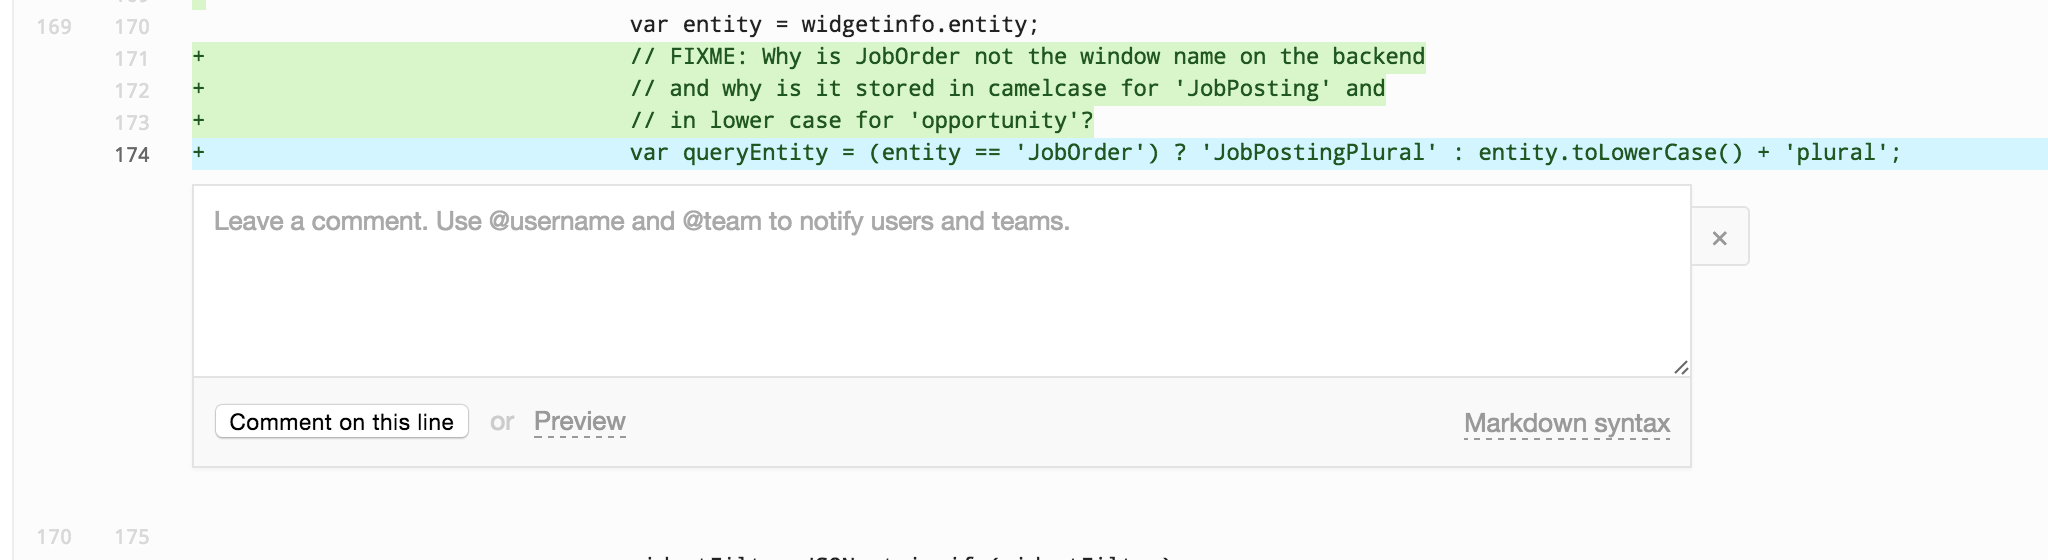 169 170 var entity = widgetinfo.entity;
171 + // FIXME: Why is JobOrder not the window name on the backend
172 + // and why is it stored in camelcase for 'JobPosting' and
173 + // in lower case for 'opportunity'?
174 + var queryEntity = (entity == 'JobOrder') ? 'JobPostingPlural' : entity.toLowerCase() + 'plural';
Leave a comment. Use @username and @team to notify users and teams.
×
Comment on this line or Preview Markdown syntax
170 175